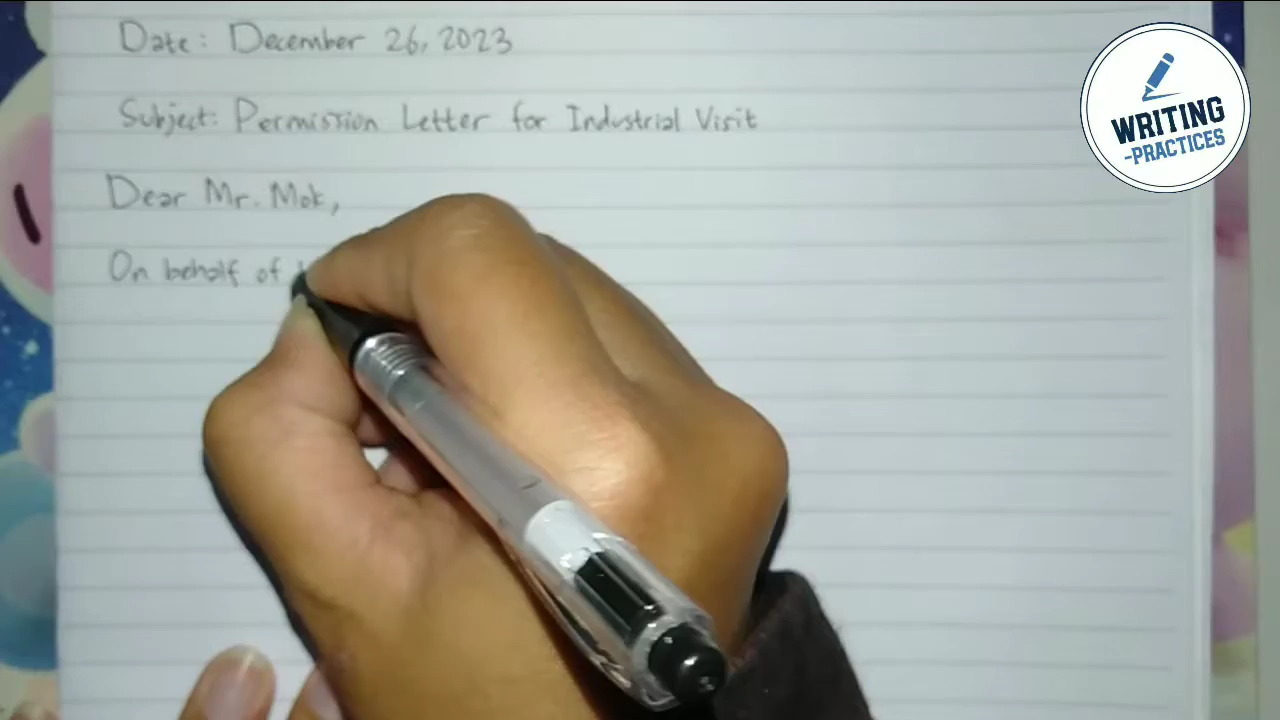 Date: December 26, 2023
Subject: Permission Letter for Industrial Visit
Dear Mr. Mok,
On behalf of
WRITING
-PRACTICES